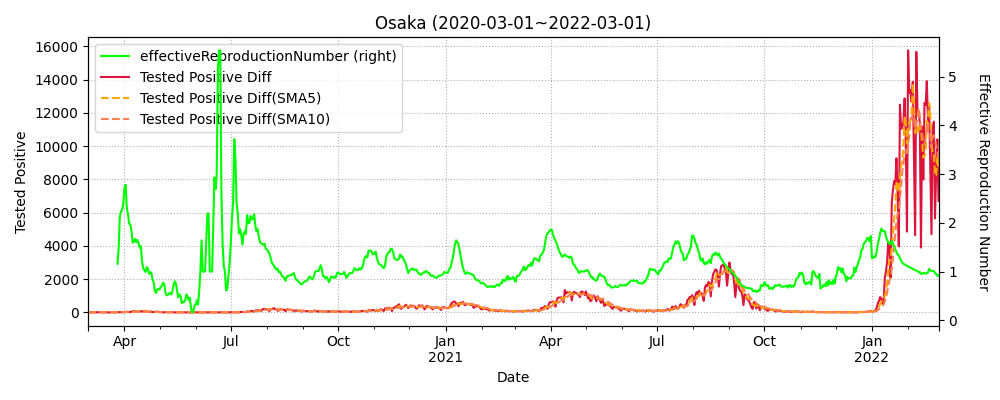 Osaka (2020-03-01~2022-03-01)
effectiveReproductionNumber (right)
Tested Positive Diff
Tested Positive Diff(SMA5)
Tested Positive Diff(SMA10)
Tested Positive
16000
14000
12000
10000
8000
6000
4000
2000
0
5
4
3
2
1
0
Effective Reproduction Number
Apr Jul Oct Jan Apr Jul Oct Jan
2021 2022
Date